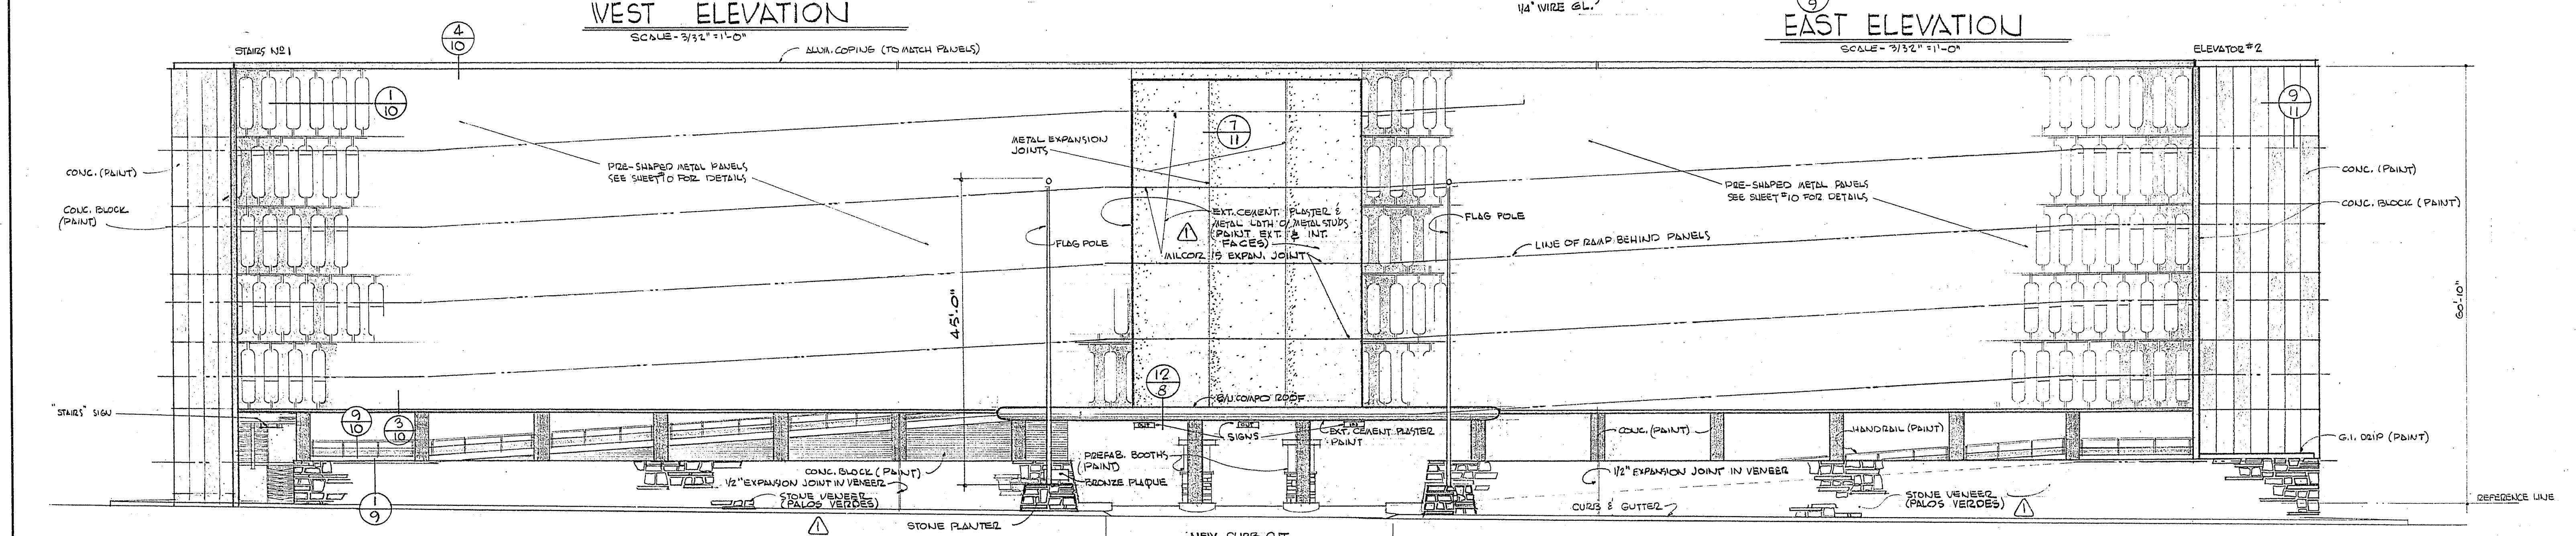 WEST ELEVATION
SCALE - 3/32" = 1'-0"
1/4" WIRE GL.
9
EAST ELEVATION
SCALE - 3/32" = 1'-0"
STAIRS Nº 1
4
10
ALUM. COPING (TO MATCH PANELS)
ELEVATOR #2
1
10
7
11
9
11
METAL EXPANSION
JOINTS
CONC. (PAINT)
PRE-SHAPED METAL PANELS
SEE SHEET #10 FOR DETAILS
PRE-SHAPED METAL PANELS
SEE SHEET #10 FOR DETAILS
CONC. (PAINT)
CONC. BLOCK
(PAINT)
CONC. BLOCK (PAINT)
EXT. CEMENT PLASTER &
METAL LATH O/ METAL STUDS
(PAINT EXT. & INT.
FACES)
1
FLAG POLE
FLAG POLE
MILCOR 15 EXPAN. JOINT
LINE OF RAMP BEHIND PANELS
45'-0"
60'-10"
12
8
B/U COMPO ROOF
"STAIRS" SIGN
9
10
3
10
OUT
OUT
IN
SIGNS
EXT. CEMENT PLASTER
PAINT
CONC. (PAINT)
HANDRAIL (PAINT)
G.I. DRIP (PAINT)
PREFAB. BOOTHS
(PAINT)
CONC. BLOCK (PAINT)
1/2" EXPANSION JOINT IN VENEER
BRONZE PLAQUE
1/2" EXPANSION JOINT IN VENEER
STONE VENEER
(PALOS VERDES)
1
STONE VENEER
(PALOS VERDES)
1
1
9
STONE PLANTER
CURB & GUTTER
REFERENCE LINE
NEW CURB CUT